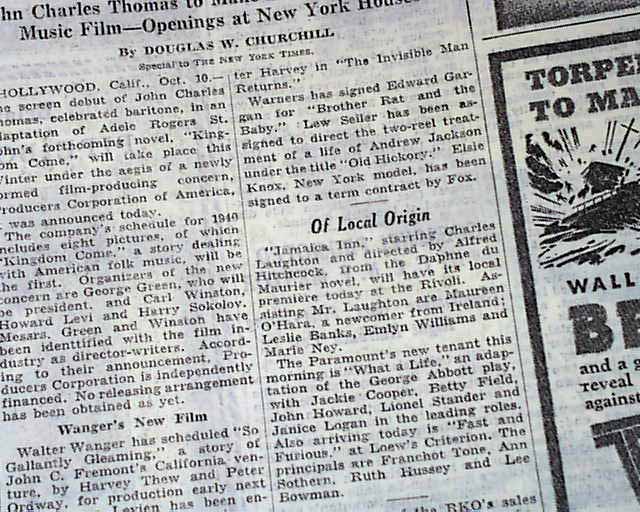 hn Charles Thomas to
Music Film—Openings at New York House
By DOUGLAS W. CHURCHILL
Special to THE NEW YORK TIMES.
HOLLYWOOD, Calif., Oct. 10.—
screen debut of John Charles
homas, celebrated baritone, in an
daptation of Adele Rogers St.
ohn's forthcoming novel, "King-
om Come," will take place this
inter under the aegis of a newly
ormed film-producing concern,
roducers Corporation of America,
was announced today.
The company's schedule for 1940
cludes eight pictures, of which
"Kingdom Come," a story dealing
with American folk music, will be
the first. Organizers of the new
concern are George Green, who will
be president, and Carl Winston,
Howard Levi and Harry Sokolov.
Messrs. Green and Winston have
been identtified with the film in-
dustry as director-writers. Accord-
ing to their announcement, Pro-
ducers Corporation is independently
financed. No releasing arrangement
has been obtained as yet.
Wanger's New Film
Walter Wanger has scheduled "So
Gallantly Gleaming," a story of
John C. Fremont's California ven-
ture, by Harvey Thew and Peter
Ordway, for production early next
Levien has been en-
ter Harvey in "The Invisible Man
Returns."
Warners has signed Edward Gar-
gan for "Brother Rat and the
Baby." Lew Seiler has been as-
signed to direct the two-reel treat-
ment of a life of Andrew Jackson
under the title "Old Hickory." Elsie
Knox, New York model, has been
signed to a term contract by Fox.
Of Local Origin
"Jamaica Inn," starring Charles
Laughton and directed by Alfred
Hitchcock, from the Daphne du
Maurier novel, will have its local
premiere today at the Rivoli. As-
sisting Mr. Laughton are Maureen
O'Hara, a newcomer from Ireland;
Leslie Banks, Emlyn Williams and
Marie Ney.
The Paramount's new tenant this
morning is "What a Life," an adap-
tation of the George Abbott play,
with Jackie Cooper, Betty Field,
John Howard, Lionel Stander and
Janice Logan in the leading roles.
Also arriving today is "Fast and
Furious," at Loew's Criterion. The
principals are Franchot Tone, Ann
Sothern, Ruth Hussey and Lee
Bowman.
the RKO's sales
TORPE
TO MA
WALL
BE
and a g
reveal
against